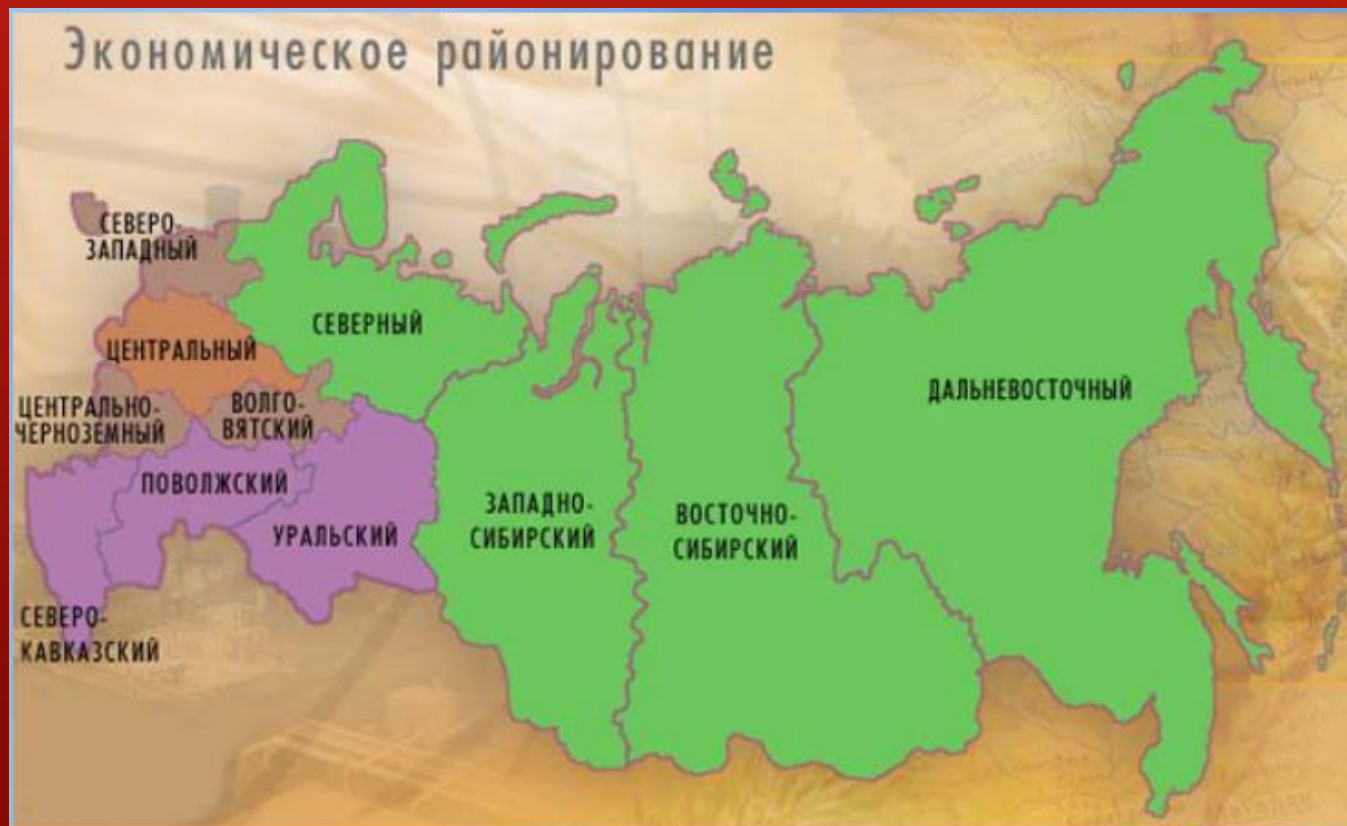 Экономическое районирование
СЕВЕРО-
ЗАПАДНЫЙ
СЕВЕРНЫЙ
ЦЕНТРАЛЬНЫЙ
ДАЛЬНЕВОСТОЧНЫЙ
ЦЕНТРАЛЬНО-
ЧЕРНОЗЕМНЫЙ
ВОЛГО-
ВЯТСКИЙ
ПОВОЛЖСКИЙ
УРАЛЬСКИЙ
ЗАПАДНО-
СИБИРСКИЙ
ВОСТОЧНО-
СИБИРСКИЙ
СЕВЕРО-
КАВКАЗСКИЙ